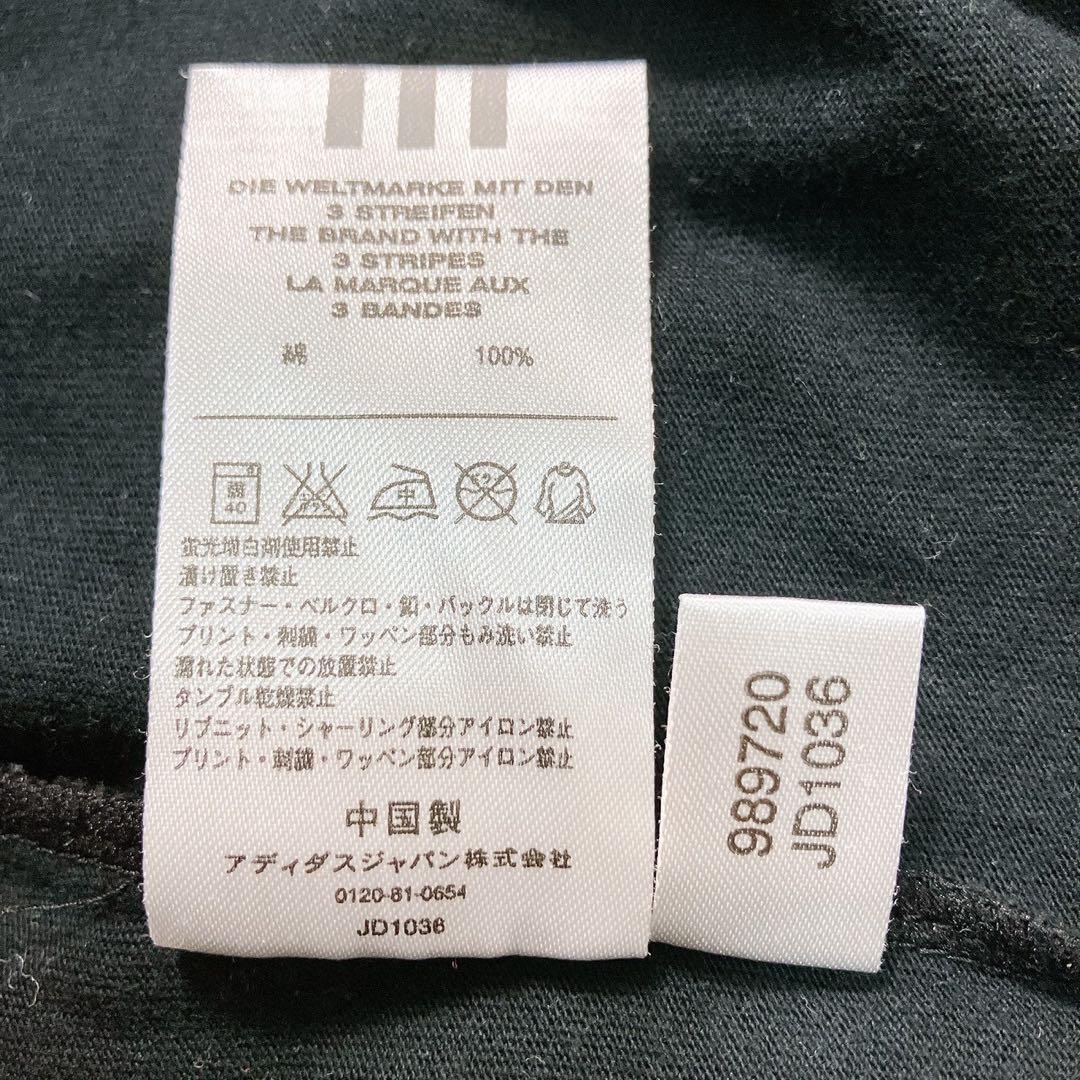 DIE WELTMARKE MIT DEN
3 STREIFEN
THE BRAND WITH THE
3 STRIPES
LA MARQUE AUX
3 BANDES
綿 100%
弱 40 中
蛍光増白剤使用禁止
漬け置き禁止
ファスナー・ベルクロ・釦・バックルは閉じて洗う
プリント・刺繍・ワッペン部分もみ洗い禁止
濡れた状態での放置禁止
タンブル乾燥禁止
リブニット・シャーリング部分アイロン禁止
プリント・刺繍・ワッペン部分アイロン禁止
中国製
アディダスジャパン株式会社
0120-81-0654
JD1036
989720
JD1036